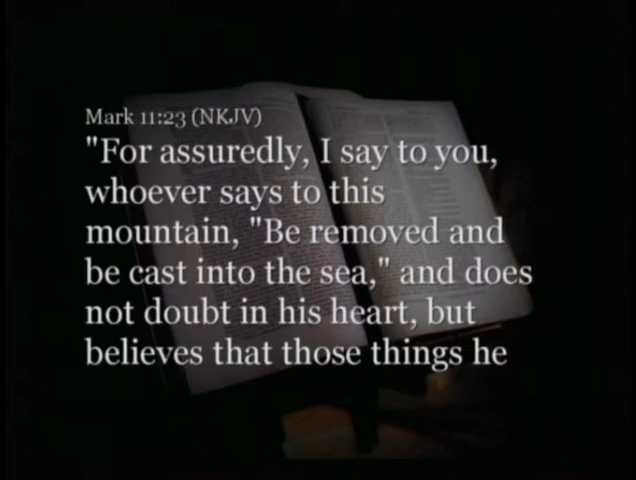 Mark 11:23 (NKJV)
"For assuredly, I say to you,
whoever says to this
mountain, "Be removed and
be cast into the sea," and does
not doubt in his heart, but
believes that those things he